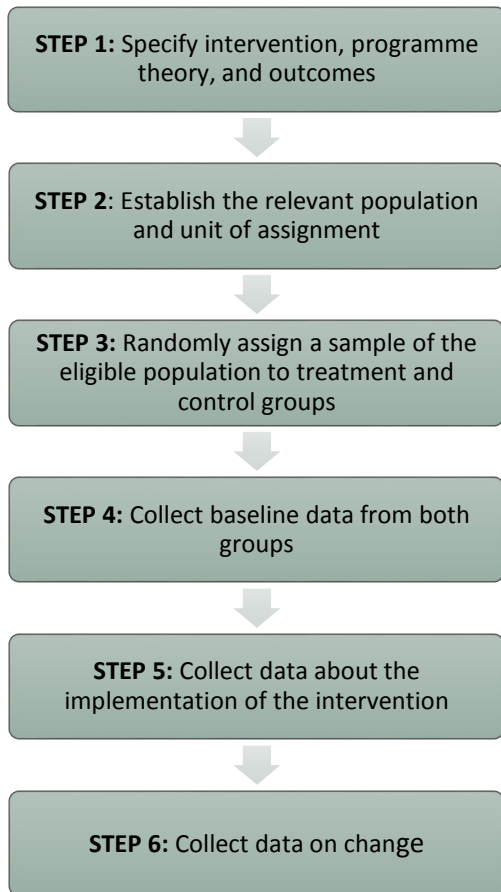 STEP 1: Specify intervention, programme
theory, and outcomes
STEP 2: Establish the relevant population
and unit of assignment
STEP 3: Randomly assign a sample of the
eligible population to treatment and
control groups
STEP 4: Collect baseline data from both
groups
STEP 5: Collect data about the
implementation of the intervention
STEP 6: Collect data on change